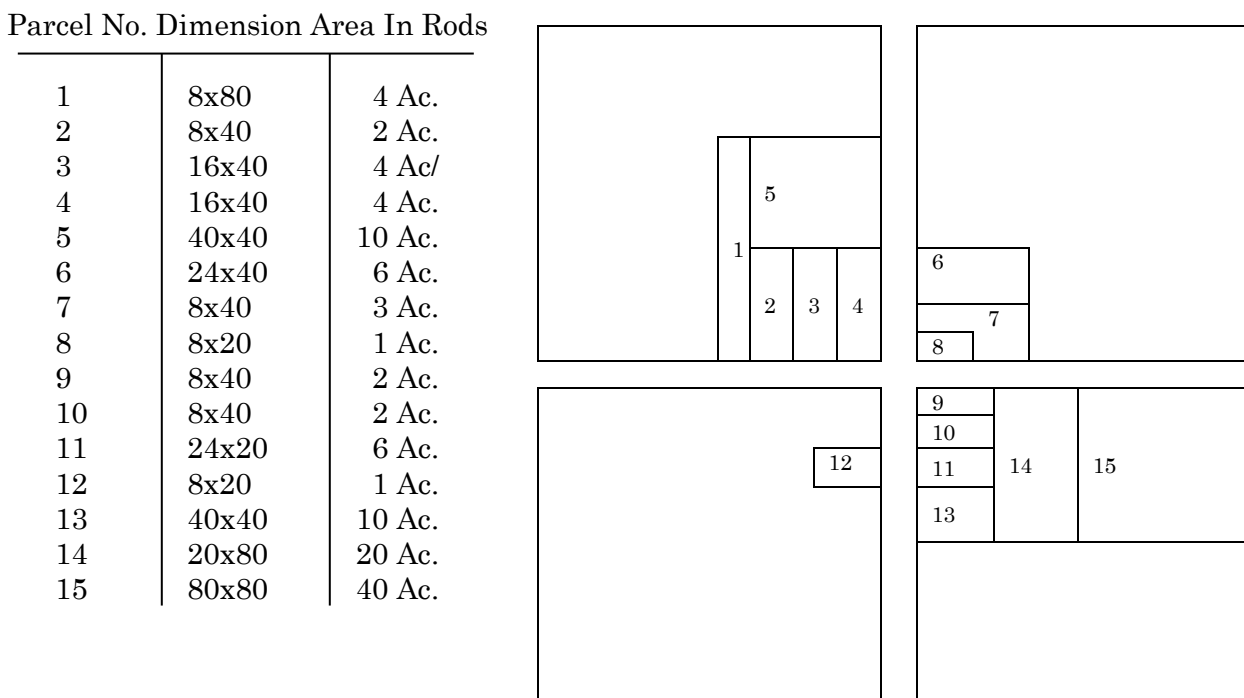 Parcel No. Dimension Area In Rods
1 8x80 4 Ac.
2 8x40 2 Ac.
3 16x40 4 Ac/
4 16x40 4 Ac.
5 40x40 10 Ac.
6 24x40 6 Ac.
7 8x40 3 Ac.
8 8x20 1 Ac.
9 8x40 2 Ac.
10 8x40 2 Ac.
11 24x20 6 Ac.
12 8x20 1 Ac.
13 40x40 10 Ac.
14 20x80 20 Ac.
15 80x80 40 Ac.
5
1
2 3 4
6
7
8
12
9
10
11 14 15
13